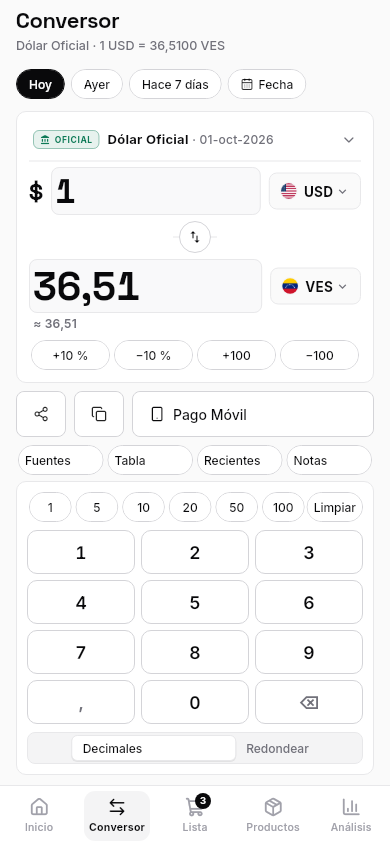 Conversor
Dólar Oficial · 1 USD = 36,5100 VES
Hoy Ayer Hace 7 días Fecha
OFICIAL Dólar Oficial · 01-oct-2026
$ 1 USD
36,51 VES
≈ 36,51
+10 % −10 % +100 −100
Pago Móvil
Fuentes Tabla Recientes Notas
1 5 10 20 50 100 Limpiar
1 2 3
4 5 6
7 8 9
, 0
Decimales Redondear
3
Inicio Conversor Lista Productos Análisis